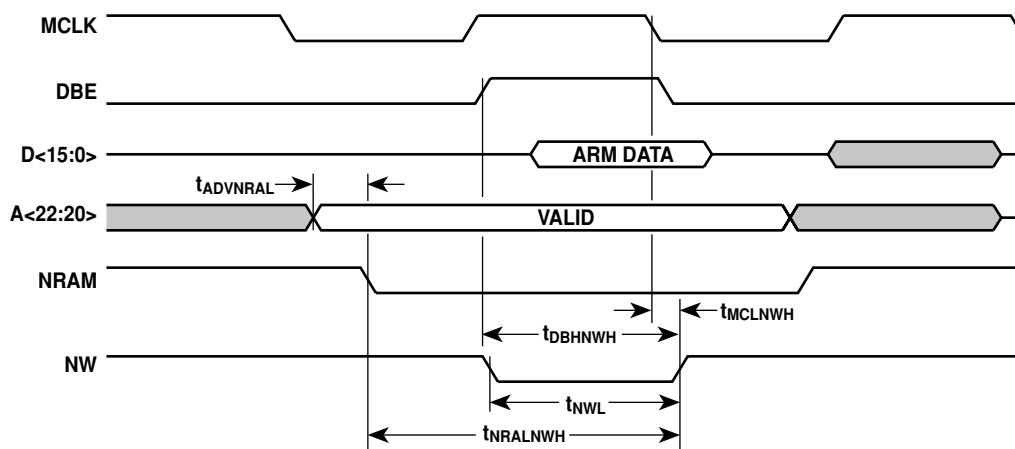 MCLK
DBE
D<15:0>
ARM DATA
tADVNRAL
A<22:20>
VALID
NRAM
tMCLNWH
tDBHNWH
NW
tNWL
tNRALNWH